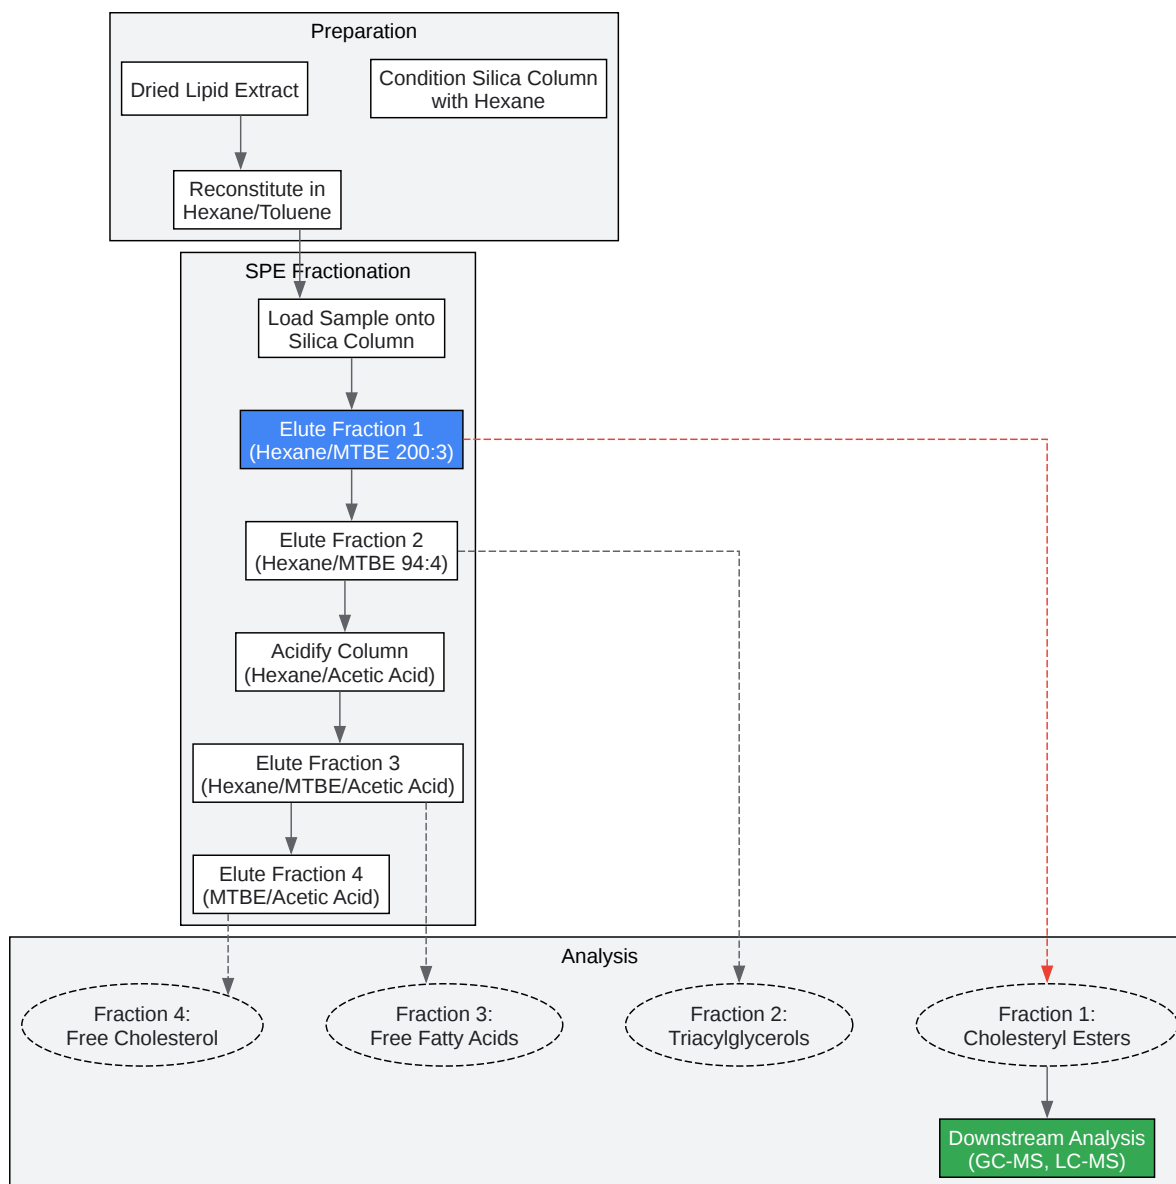 Preparation
Dried Lipid Extract
Condition Silica Column
with Hexane
Reconstitute in
Hexane/Toluene
SPE Fractionation
Load Sample onto
Silica Column
Elute Fraction 1
(Hexane/MTBE 200:3)
Elute Fraction 2
(Hexane/MTBE 94:4)
Acidify Column
(Hexane/Acetic Acid)
Elute Fraction 3
(Hexane/MTBE/Acetic Acid)
Elute Fraction 4
(MTBE/Acetic Acid)
Analysis
Fraction 4:
Free Cholesterol
Fraction 3:
Free Fatty Acids
Fraction 2:
Triacylglycerols
Fraction 1:
Cholesteryl Esters
Downstream Analysis
(GC-MS, LC-MS)